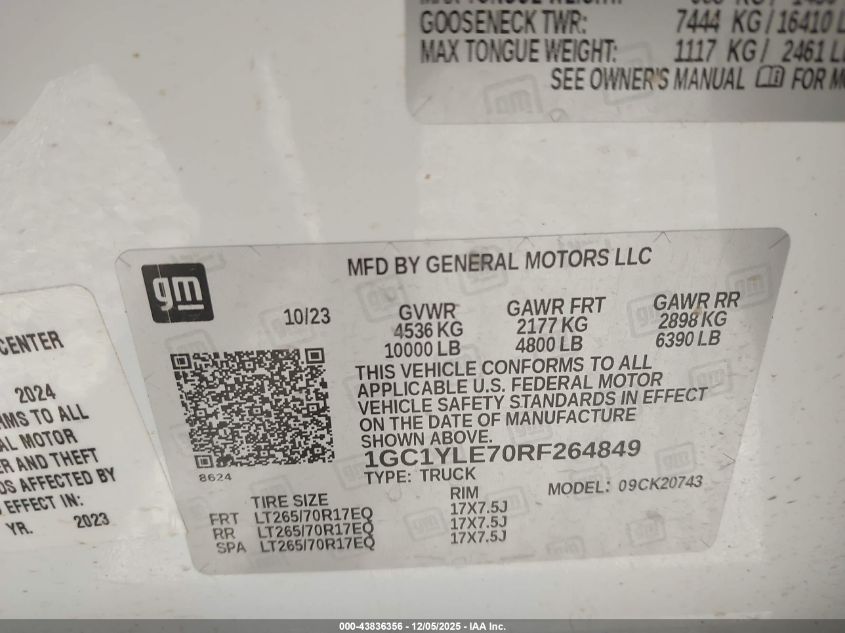 MAX TONGUE WEIGHT:
GOOSENECK TWR: 7444 KG/16410
MAX TONGUE WEIGHT: 1117 KG/ 2461
SEE OWNER'S MANUAL FOR
gm
MFD BY GENERAL MOTORS LLC
10/23
GVWR GAWR FRT GAWR RR
4536 KG 2177 KG 2898 KG
10000 LB 4800 LB 6390 LB
THIS VEHICLE CONFORMS TO ALL
APPLICABLE U.S. FEDERAL MOTOR
VEHICLE SAFETY STANDARDS IN EFFECT
ON THE DATE OF MANUFACTURE
SHOWN ABOVE.
1GC1YLE70RF264849
8624
TYPE: TRUCK MODEL: 09CK20743
TIRE SIZE RIM
FRT LT265/70R17EQ 17X7.5J
RR LT265/70R17EQ 17X7.5J
SPA LT265/70R17EQ 17X7.5J
CENTER
2024
TO ALL
MOTOR
AND THEFT
AFFECTED BY
EFFECT IN:
YR. 2023
000-43836356 - 12/05/2025 - IAA Inc.